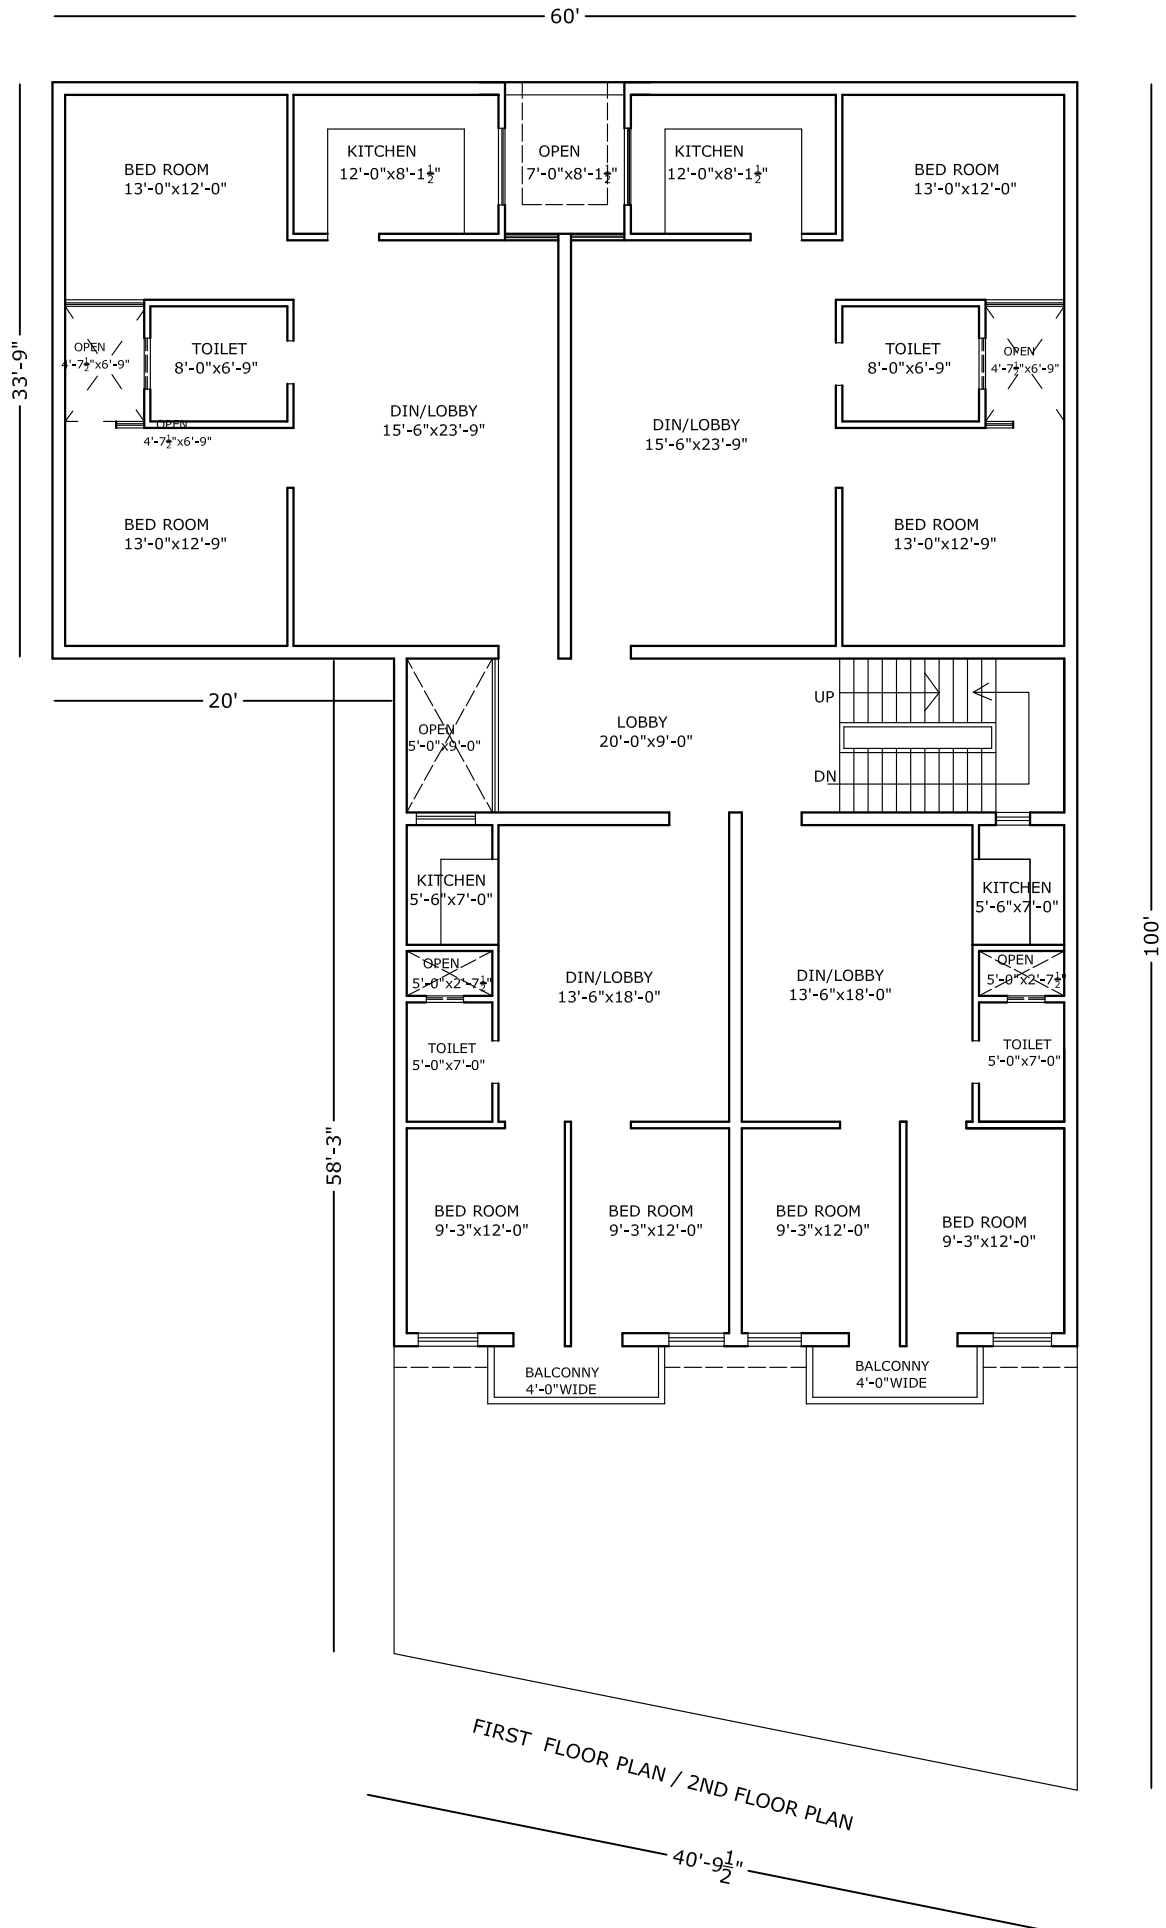 60'
BED ROOM
13'-0"x12'-0"
KITCHEN
12'-0"x8'-1½"
OPEN
7'-0"x8'-1½"
KITCHEN
12'-0"x8'-1½"
BED ROOM
13'-0"x12'-0"
33'-9"
OPEN
4'-7½"x6'-9"
TOILET
8'-0"x6'-9"
TOILET
8'-0"x6'-9"
OPEN
4'-7½"x6'-9"
OPEN
4'-7½"x6'-9"
DIN/LOBBY
15'-6"x23'-9"
DIN/LOBBY
15'-6"x23'-9"
BED ROOM
13'-0"x12'-9"
BED ROOM
13'-0"x12'-9"
20'
OPEN
5'-0"x9'-0"
LOBBY
20'-0"x9'-0"
UP
DN
KITCHEN
5'-6"x7'-0"
KITCHEN
5'-6"x7'-0"
100'
OPEN
5'-0"x2'-7½"
DIN/LOBBY
13'-6"x18'-0"
DIN/LOBBY
13'-6"x18'-0"
OPEN
5'-0"x2'-7½"
TOILET
5'-0"x7'-0"
TOILET
5'-0"x7'-0"
58'-3"
BED ROOM
9'-3"x12'-0"
BED ROOM
9'-3"x12'-0"
BED ROOM
9'-3"x12'-0"
BED ROOM
9'-3"x12'-0"
BALCONNY
4'-0"WIDE
BALCONNY
4'-0"WIDE
FIRST FLOOR PLAN / 2ND FLOOR PLAN
40'-9½"